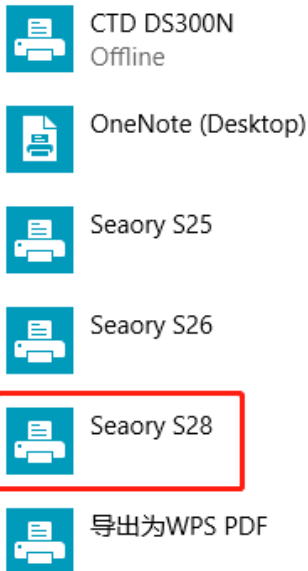 CTD DS300N
Offline
OneNote (Desktop)
Seaory S25
Seaory S26
Seaory S28
导出为WPS PDF